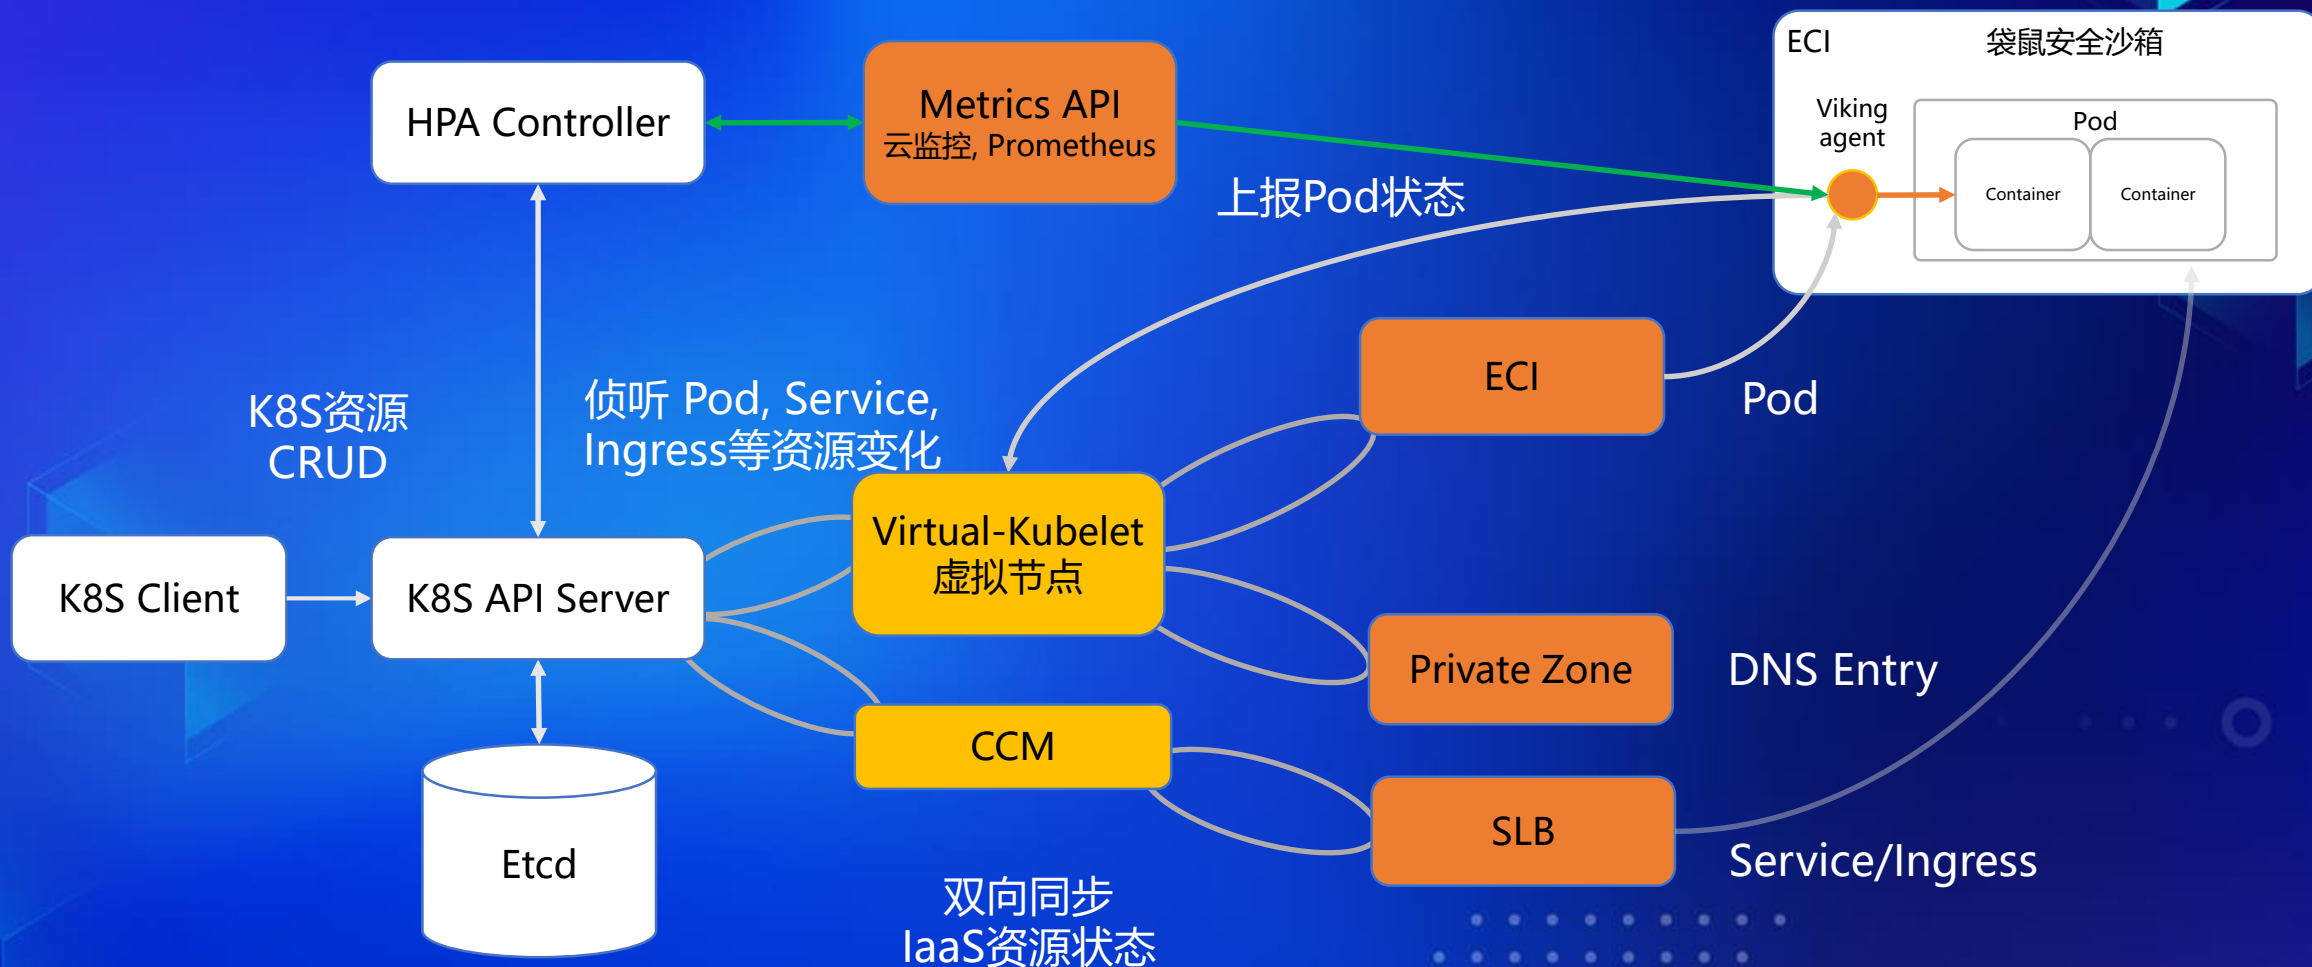 ECI
袋鼠安全沙箱
HPA Controller
Metrics API
云监控, Prometheus
Viking
agent
Pod
Container
Container
上报Pod状态
K8S资源
CRUD
侦听 Pod, Service,
Ingress等资源变化
ECI
Pod
K8S Client
K8S API Server
Virtual-Kubelet
虚拟节点
Private Zone
DNS Entry
CCM
SLB
Service/Ingress
Etcd
双向同步
IaaS资源状态